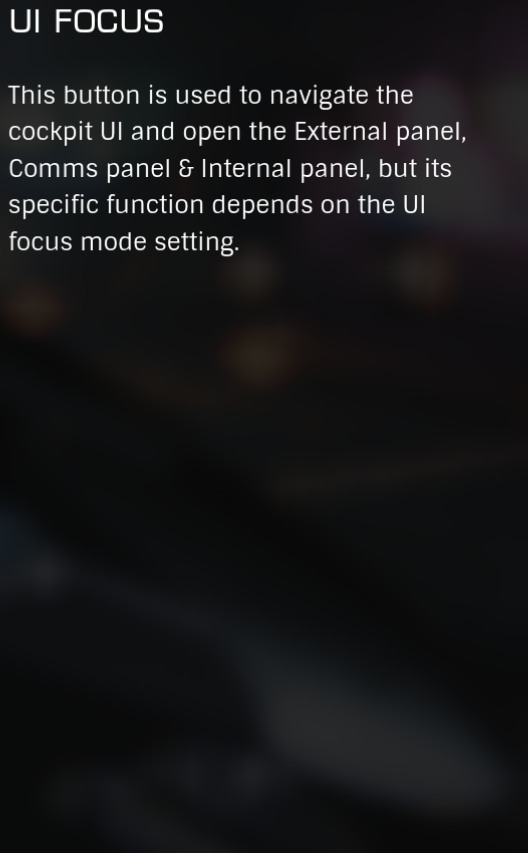 UI FOCUS
This button is used to navigate the
cockpit UI and open the External panel,
Comms panel & Internal panel, but its
specific function depends on the UI
focus mode setting.